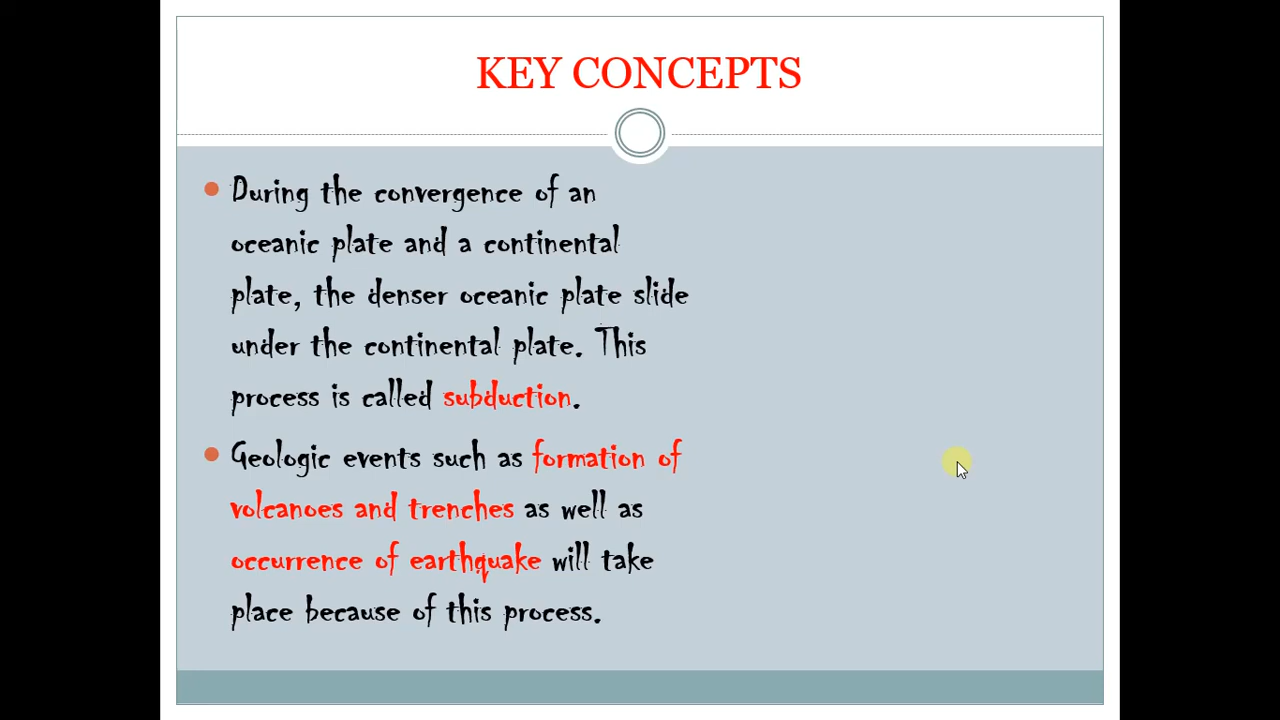 KEY CONCEPTS
During the convergence of an
oceanic plate and a continental
plate, the denser oceanic plate slide
under the continental plate. This
process is called subduction.
Geologic events such as formation of
volcanoes and trenches as well as
occurrence of earthquake will take
place because of this process.